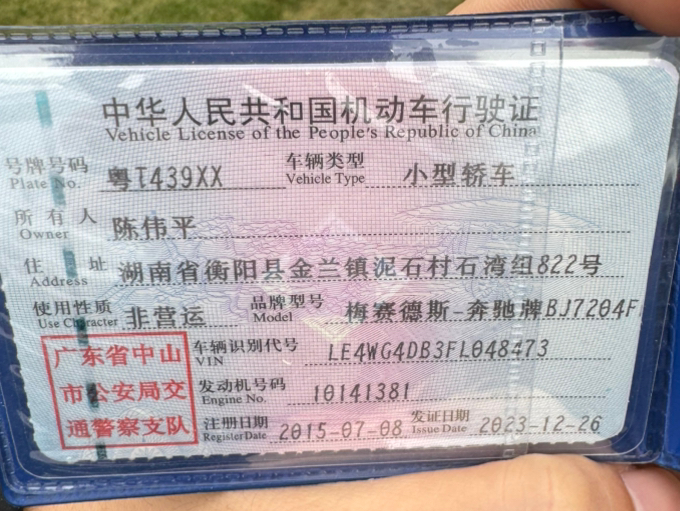 中华人民共和国机动车行驶证
Vehicle License of the People's Republic of China
号牌号码 粤T439XX 车辆类型 小型轿车
Plate No. Vehicle Type
所有人 陈伟平
Owner
住址 湖南省衡阳县金兰镇泥石村石湾组822号
Address
使用性质 非营运 品牌型号 梅赛德斯-奔驰牌BJ7204F
Use Character Model
广东省中山
市公安局交
通警察支队
车辆识别代号 LE4WG4DB3FL048473
VIN
发动机号码 10141381
Engine No.
注册日期 2015-07-08 发证日期 2023-12-26
Register Date Issue Date